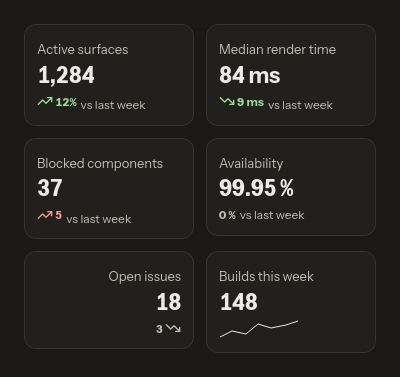 Active surfaces
1,284
12% vs last week
Median render time
84 ms
9 ms vs last week
Blocked components
37
5 vs last week
Availability
99.95 %
0 % vs last week
Open issues
18
3
Builds this week
148